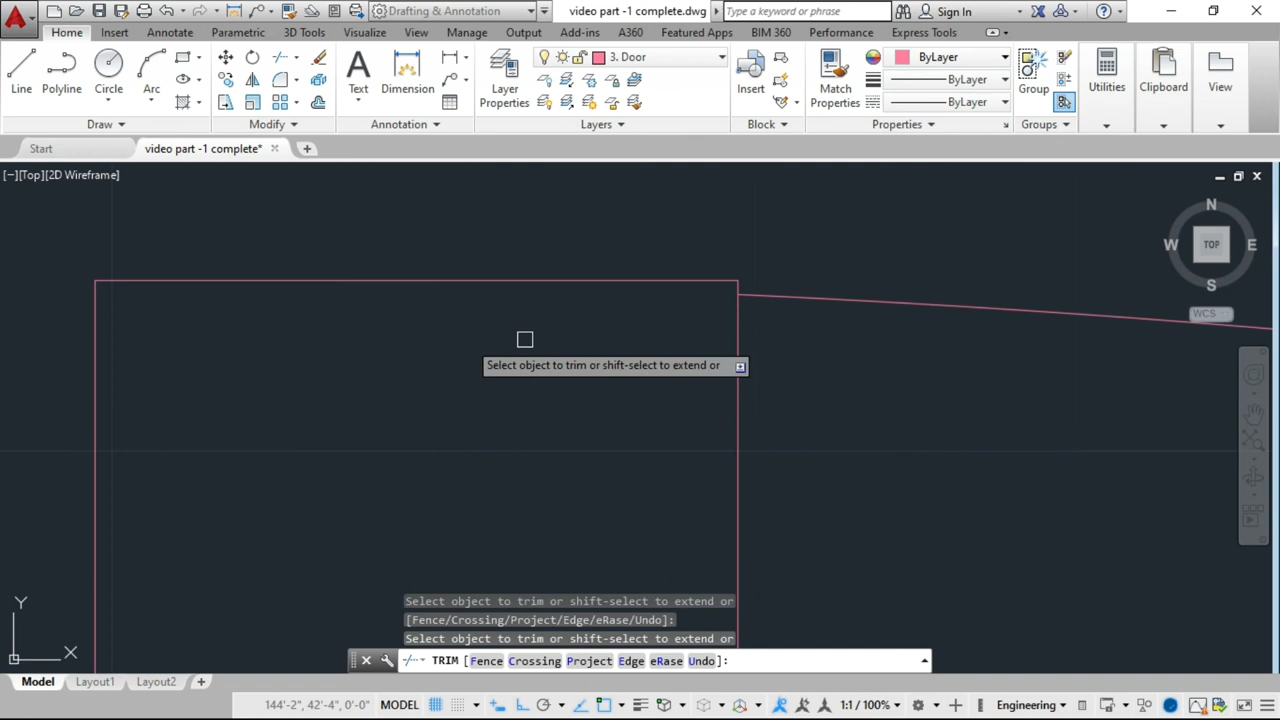 Drafting & Annotation
video part -1 complete.dwg
Type a keyword or phrase
Sign In
Home Insert Annotate Parametric 3D Tools Visualize View Manage Output Add-ins A360 Featured Apps BIM 360 Performance Express Tools
Line Polyline Circle Arc
Text Dimension
Layer Properties
3. Door
Insert
Match Properties
ByLayer
ByLayer
ByLayer
Group
Utilities
Clipboard
View
Draw Modify Annotation Layers Block Properties Groups
Start
video part -1 complete*
[−][Top][2D Wireframe]
N
W TOP E
S
WCS
Select object to trim or shift-select to extend or
Select object to trim or shift-select to extend or
[Fence/Crossing/Project/Edge/eRase/Undo]:
Select object to trim or shift-select to extend or
TRIM [Fence Crossing Project Edge eRase Undo]:
Y
X
Model Layout1 Layout2
144'-2", 42'-4", 0'-0" MODEL 1:1 / 100% Engineering